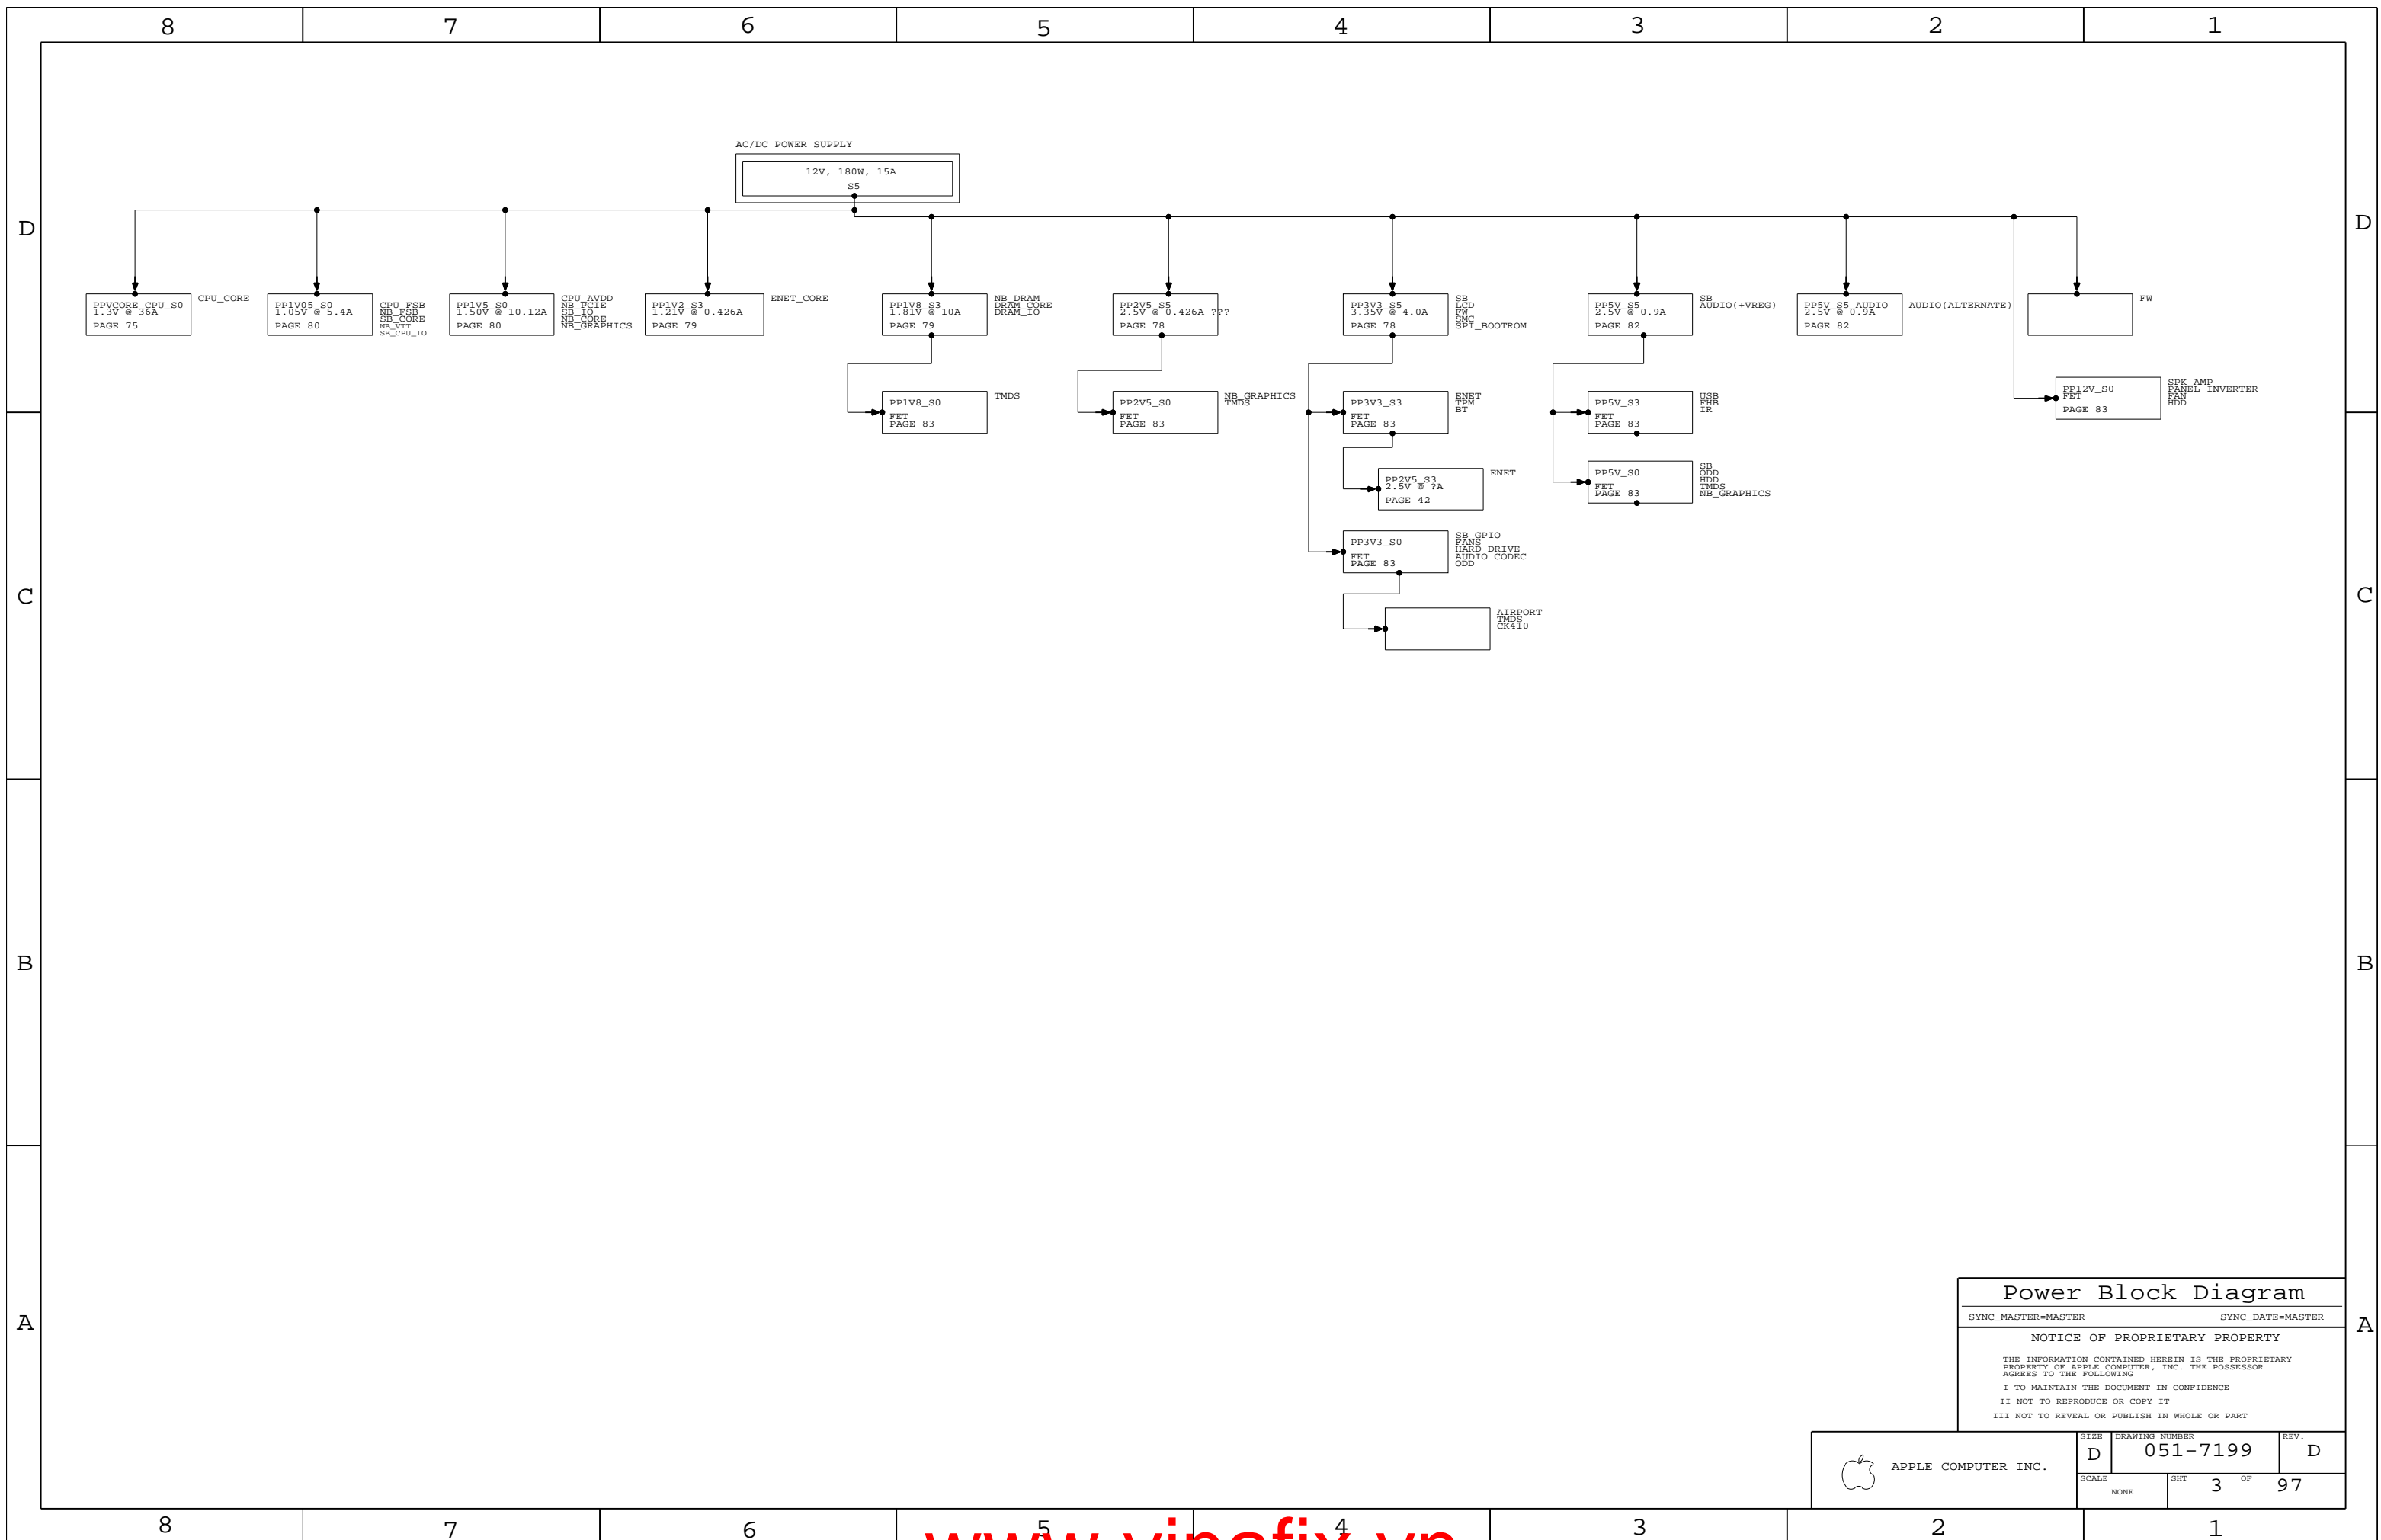 8 7 6 5 4 3 2 1
AC/DC POWER SUPPLY
12V, 180W, 15A
S5
D D
PPVCORE_CPU_S0
1.3V @ 36A
PAGE 75
CPU_CORE
PP1V05_S0
1.05V @ 5.4A
PAGE 80
CPU_FSB
NB_FSB
SB_CORE
NB_VTT
SB_CPU_IO
PP1V5_S0
1.50V @ 10.12A
PAGE 80
CPU_AVDD
NB_PCIE
SB_IO
NB_CORE
NB_GRAPHICS
PP1V2_S3
1.21V @ 0.426A
PAGE 79
ENET_CORE
PP1V8_S3
1.81V @ 10A
PAGE 79
NB_DRAM
DRAM_CORE
DRAM_IO
PP2V5_S5
2.5V @ 0.426A ???
PAGE 78
PP3V3_S5
3.35V @ 4.0A
PAGE 78
SB
LCD
FW
SMC
SPI_BOOTROM
PP5V_S5
2.5V @ 0.9A
PAGE 82
SB
AUDIO(+VREG)
PP5V_S5_AUDIO
2.5V @ 0.9A
PAGE 82
AUDIO(ALTERNATE)
FW
PP1V8_S0
FET
PAGE 83
TMDS
PP2V5_S0
FET
PAGE 83
NB_GRAPHICS
TMDS
PP3V3_S3
FET
PAGE 83
ENET
TPM
BT
PP5V_S3
FET
PAGE 83
USB
FHB
IR
PP12V_S0
FET
PAGE 83
SPK_AMP
PANEL INVERTER
FAN
HDD
PP2V5_S3
2.5V @ ?A
PAGE 42
ENET
PP5V_S0
FET
PAGE 83
SB
ODD
HDD
TMDS
NB_GRAPHICS
PP3V3_S0
FET
PAGE 83
SB_GPIO
FANS
HARD DRIVE
AUDIO CODEC
ODD
C C
AIRPORT
TMDS
CK410
B B
A A
Power Block Diagram
SYNC_MASTER=MASTER SYNC_DATE=MASTER
NOTICE OF PROPRIETARY PROPERTY
THE INFORMATION CONTAINED HEREIN IS THE PROPRIETARY
PROPERTY OF APPLE COMPUTER, INC. THE POSSESSOR
AGREES TO THE FOLLOWING
I TO MAINTAIN THE DOCUMENT IN CONFIDENCE
II NOT TO REPRODUCE OR COPY IT
III NOT TO REVEAL OR PUBLISH IN WHOLE OR PART
APPLE COMPUTER INC.
SIZE
D
DRAWING NUMBER
051-7199
REV.
D
SCALE
NONE
SHT 3 OF 97
8 7 6 5 4 3 2 1
www.vinafix.vn